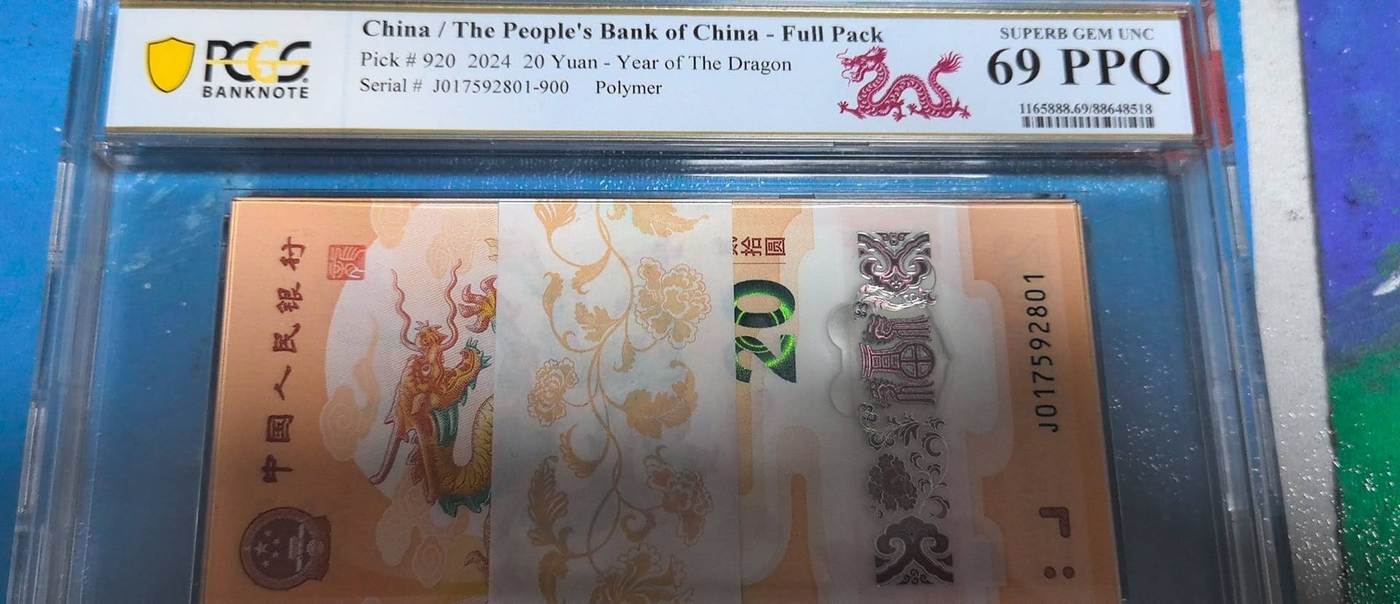 PCGS
BANKNOTE
China / The People's Bank of China - Full Pack
Pick # 920 2024 20 Yuan - Year of The Dragon
Serial # J017592801-900 Polymer
SUPERB GEM UNC
69 PPQ
1165888.69/88648518
中国人民银行
拾圆
20
J017592801